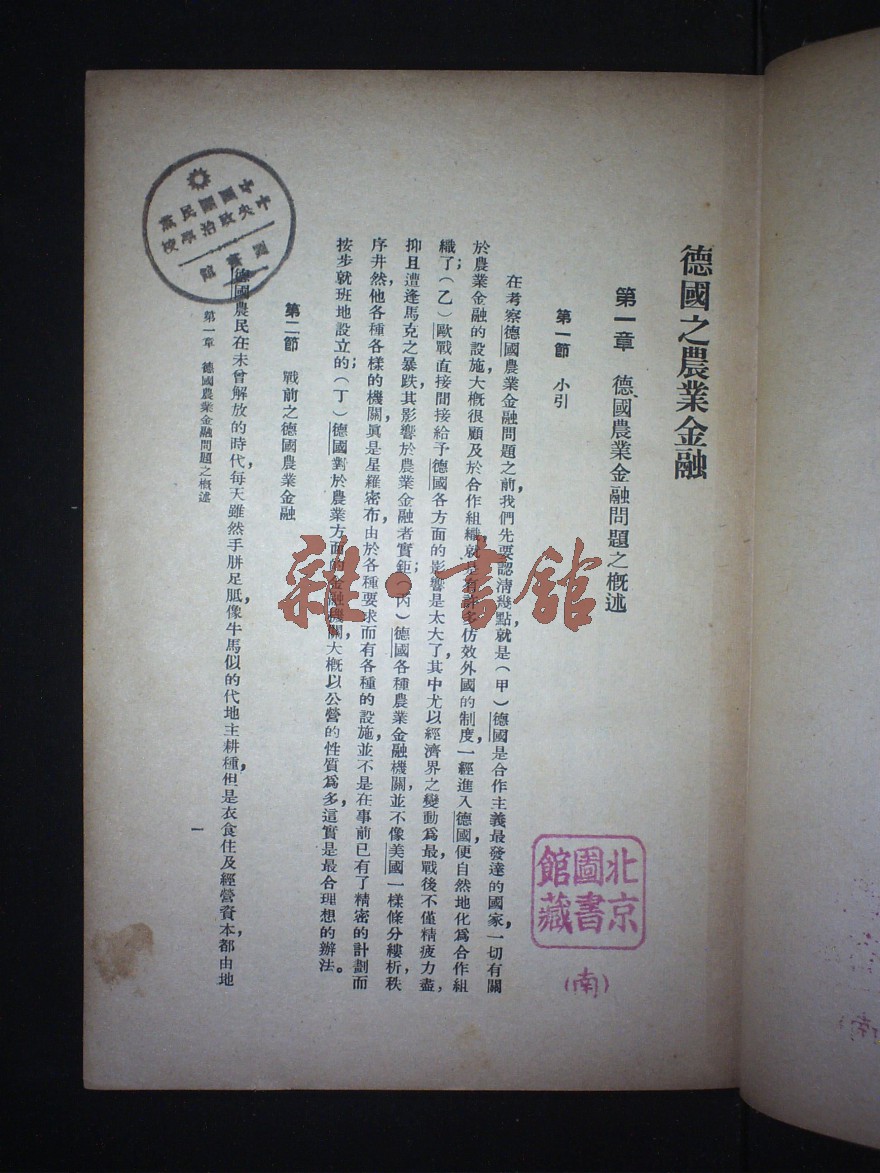 德國之農業金融
第一章 德國農業金融問題之概述
第一節 小引
在考察德國農業金融問題之前，我們先要認清幾點，就是（甲）德國是合作主義最發達的國家，一切有關
於農業金融的設施，大概很顧及於合作組織，就是有許多仿效外國的制度，一經進入德國，便自然地化爲合作組
織了；（乙）歐戰直接間接給予德國各方面的影響是太大了，其中尤以經濟界之變動爲最，戰後不僅精疲力盡，
抑且遭逢馬克之暴跌，其影響於農業金融者實鉅；（丙）德國各種農業金融機關，並不像美國一樣條分縷析，秩
序井然，他各種各樣的機關，眞是星羅密布，由於各種要求而有各種的設施，並不是在事前已有了精密的計劃而
按步就班地設立的；（丁）德國對於農業方面的金融機關，大概以公營的性質爲多，這實是最合理想的辦法。
第二節 戰前之德國農業金融
德國農民在未曾解放的時代，每天雖然手胼足胝，像牛馬似的代地主耕種，但是衣食住及經營資本，都由地
第一章 德國農業金融問題之概述
一
中國國民黨
中央政治學校
圖書館
北京
圖書
館藏
（南）
雜·書舘